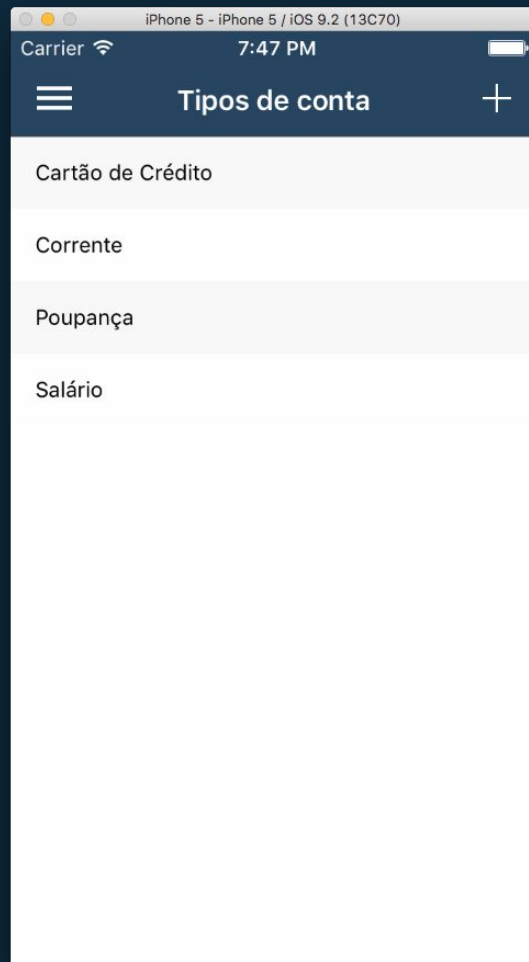 iPhone 5 - iPhone 5 / iOS 9.2 (13C70)
Carrier 7:47 PM
Tipos de conta
Cartão de Crédito
Corrente
Poupança
Salário